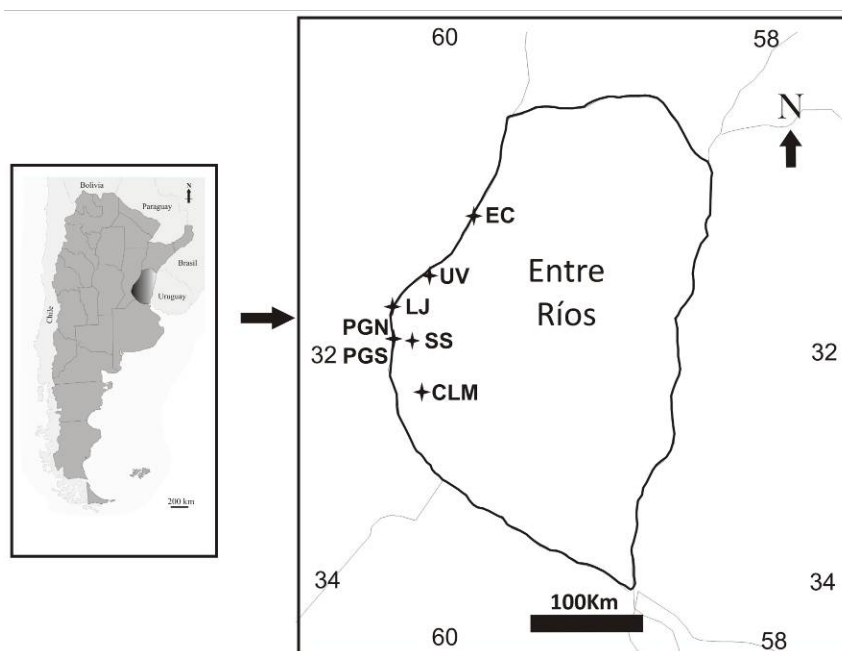 Bolivia
N
Paraguay
Brasil
Uruguay
Chile
200 km
60
58
N
EC
UV
Entre
Ríos
LJ
PGN
SS
PGS
32
32
CLM
34
34
100Km
60
58